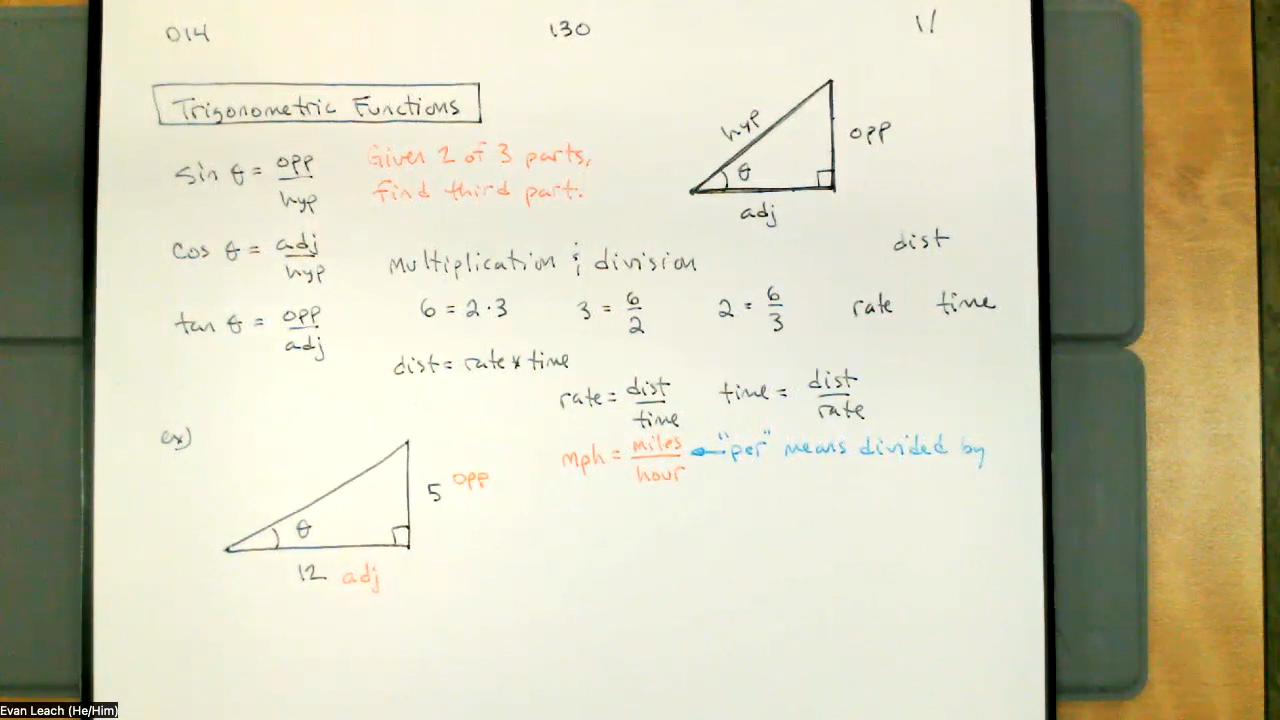 014 130 1/
Trigonometric Functions
sin θ = opp/hyp
Given 2 of 3 parts,
find third part.
hyp
opp
θ
adj
cos θ = adj/hyp
Multiplication & division
dist
6 = 2·3 3 = 6/2 2 = 6/3
rate time
tan θ = opp/adj
dist = rate * time
rate = dist/time time = dist/rate
mph = miles/hour "per" means divided by
ex)
5 opp
θ
12 adj
Evan Leach (He/Him)